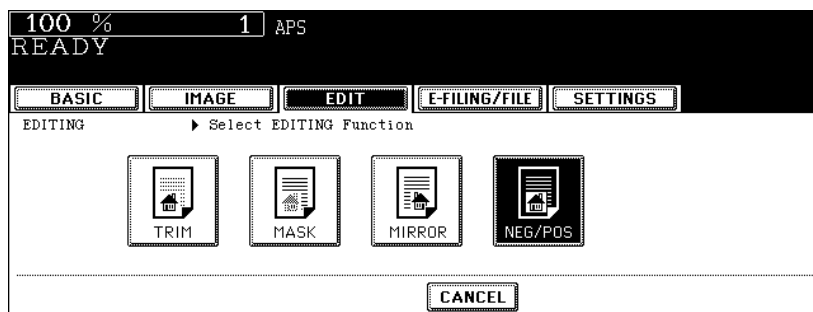 100 % 1 APS
READY
BASIC IMAGE EDIT E-FILING/FILE SETTINGS
EDITING ▶ Select EDITING Function
TRIM MASK MIRROR NEG/POS
CANCEL